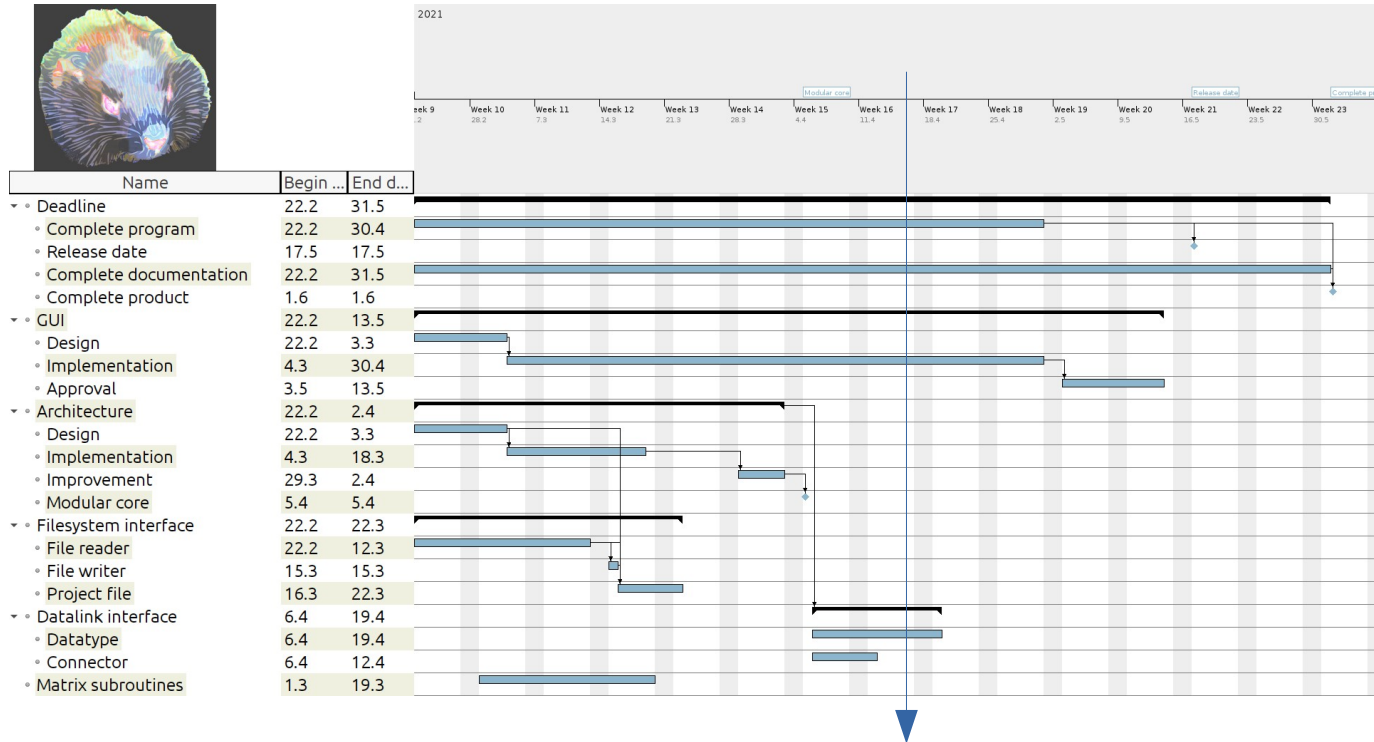 2021
Modular core
Release date
Complete p
eek 9 Week 10 Week 11 Week 12 Week 13 Week 14 Week 15 Week 16 Week 17 Week 18 Week 19 Week 20 Week 21 Week 22 Week 23
.2 28.2 7.3 14.3 21.3 28.3 4.4 11.4 18.4 25.4 2.5 9.5 16.5 23.5 30.5
Name Begin ... End d...
Deadline 22.2 31.5
Complete program 22.2 30.4
Release date 17.5 17.5
Complete documentation 22.2 31.5
Complete product 1.6 1.6
GUI 22.2 13.5
Design 22.2 3.3
Implementation 4.3 30.4
Approval 3.5 13.5
Architecture 22.2 2.4
Design 22.2 3.3
Implementation 4.3 18.3
Improvement 29.3 2.4
Modular core 5.4 5.4
Filesystem interface 22.2 22.3
File reader 22.2 12.3
File writer 15.3 15.3
Project file 16.3 22.3
Datalink interface 6.4 19.4
Datatype 6.4 19.4
Connector 6.4 12.4
Matrix subroutines 1.3 19.3